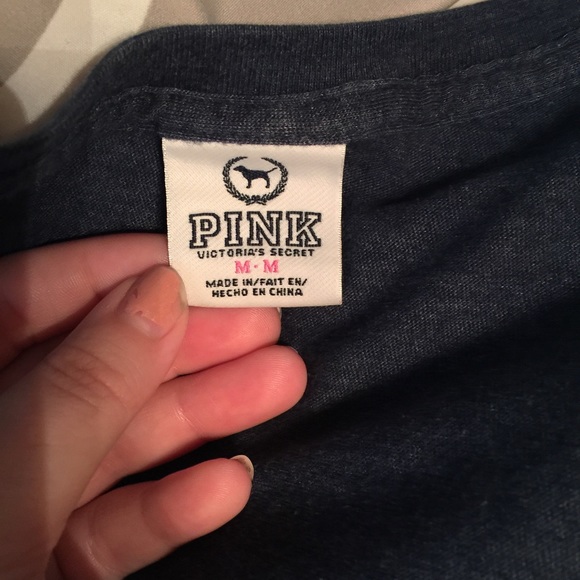 PINK
VICTORIA'S SECRET
M • M
MADE IN/FAIT EN/
HECHO EN CHINA